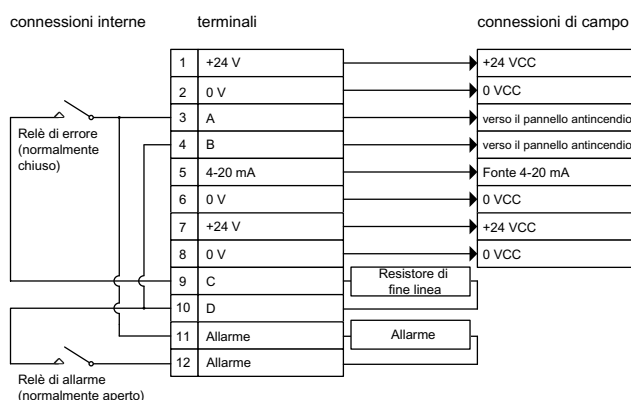 connessioni interne terminali connessioni di campo
1 +24 V +24 VCC
2 0 V 0 VCC
3 A verso il pannello antincendio
4 B verso il pannello antincendio
5 4-20 mA Fonte 4-20 mA
6 0 V 0 VCC
7 +24 V +24 VCC
8 0 V 0 VCC
9 C
10 D
11 Allarme
12 Allarme
Relè di errore
(normalmente
chiuso)
Resistore di
fine linea
Allarme
Relè di allarme
(normalmente aperto)